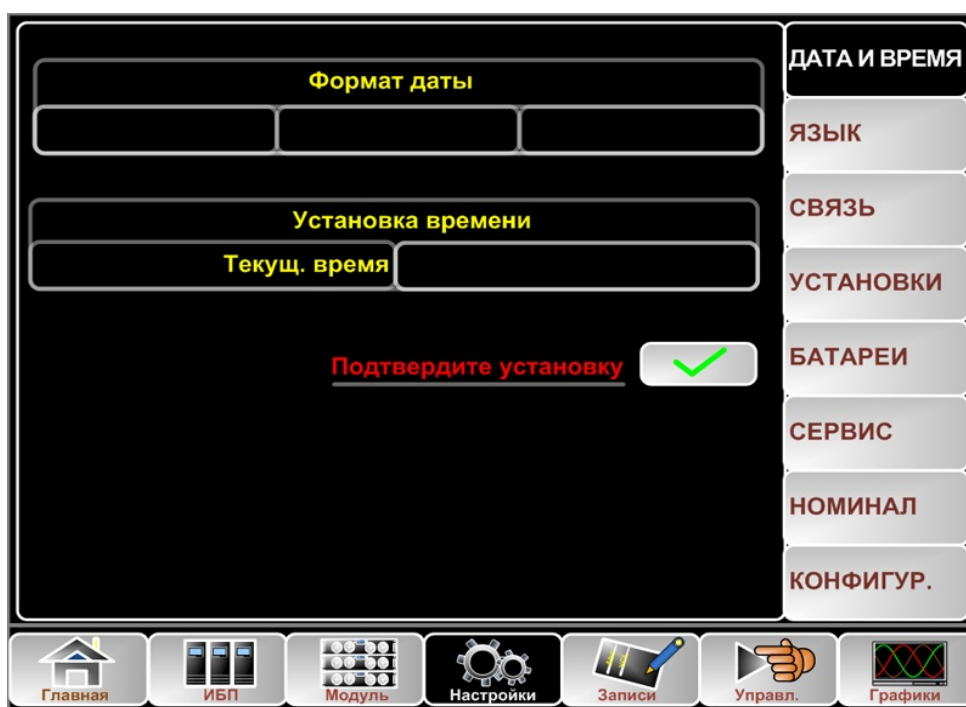 Формат даты
Установка времени
Текущ. время
Подтвердите установку
ДАТА И ВРЕМЯ
ЯЗЫК
СВЯЗЬ
УСТАНОВКИ
БАТАРЕИ
СЕРВИС
НОМИНАЛ
КОНФИГУР.
Главная
ИБП
Модуль
Настройки
Записи
Управл.
Графики